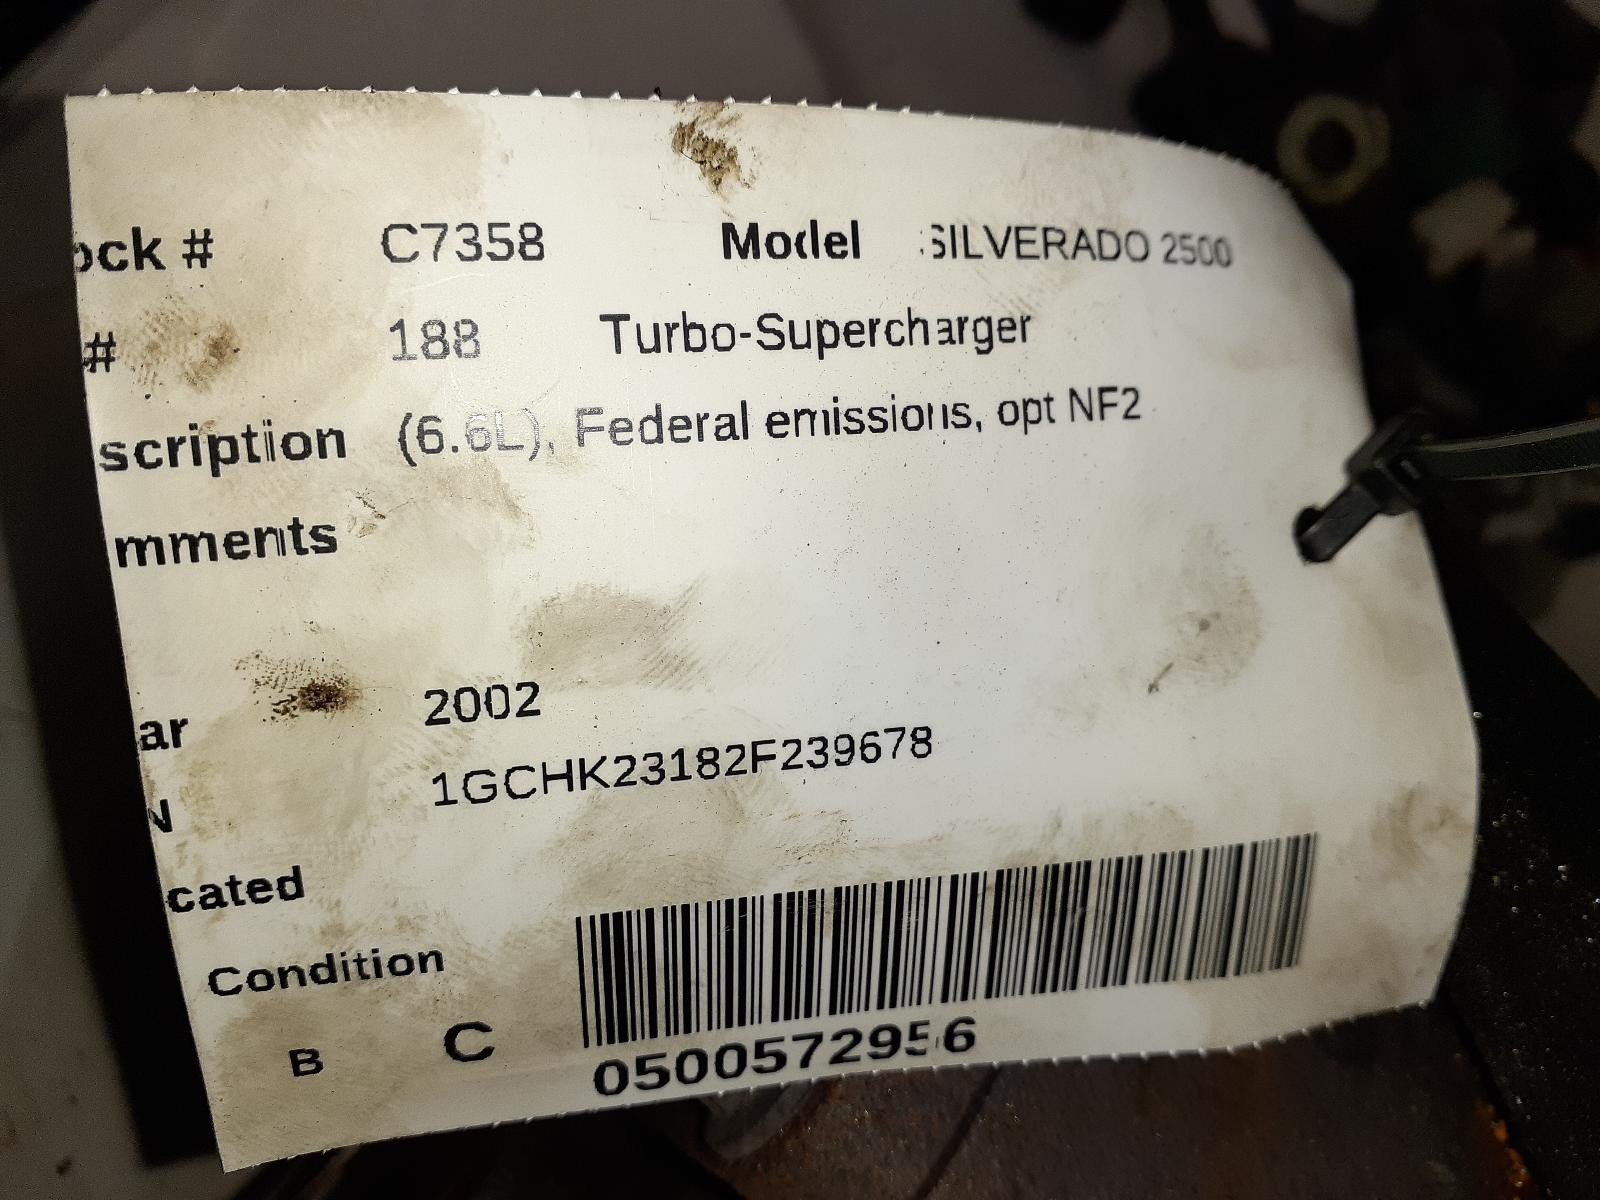 ock # C7358 Model SILVERADO 2500
# 188 Turbo-Supercharger
scription (6.6L), Federal emissions, opt NF2
mments
ar 2002
N 1GCHK23182F239678
cated
Condition
B C
0500572956